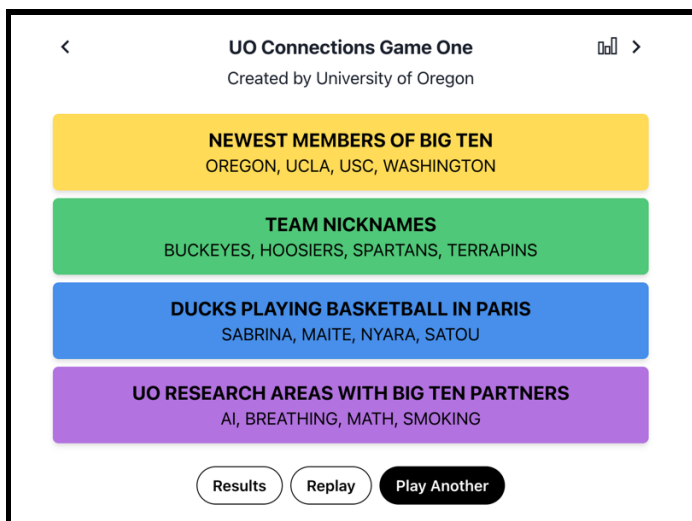 UO Connections Game One
Created by University of Oregon
NEWEST MEMBERS OF BIG TEN
OREGON, UCLA, USC, WASHINGTON
TEAM NICKNAMES
BUCKEYES, HOOSIERS, SPARTANS, TERRAPINS
DUCKS PLAYING BASKETBALL IN PARIS
SABRINA, MAITE, NYARA, SATOU
UO RESEARCH AREAS WITH BIG TEN PARTNERS
AI, BREATHING, MATH, SMOKING
Results Replay Play Another